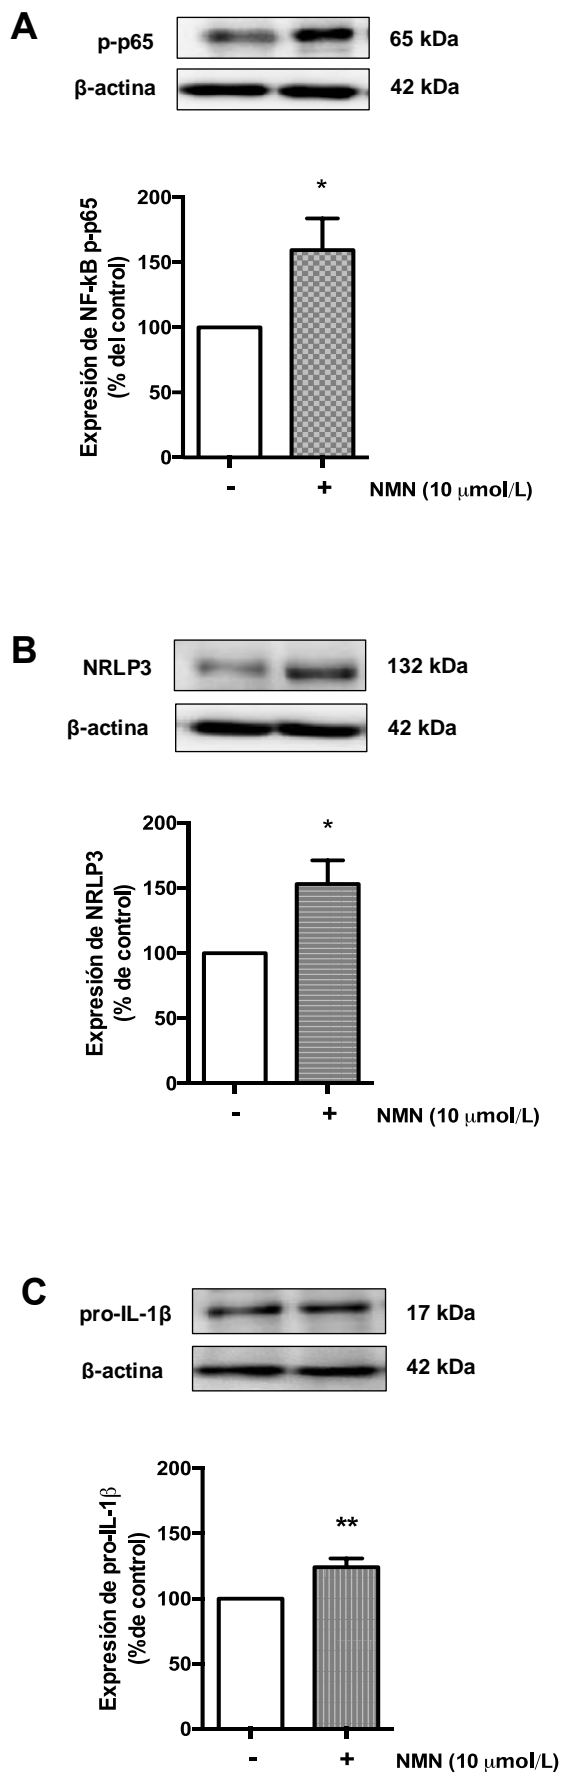 A
p-p65 65 kDa
β-actina 42 kDa
Expresión de NF-kB p-p65
(% del control)
200
150
100
50
0
*
- + NMN (10 μmol/L)
B
NRLP3 132 kDa
β-actina 42 kDa
Expresión de NRLP3
(% de control)
200
150
100
50
0
*
- + NMN (10 μmol/L)
C
pro-IL-1β 17 kDa
β-actina 42 kDa
Expresión de pro-IL-1β
(%de control)
200
150
100
50
0
**
- + NMN (10 μmol/L)